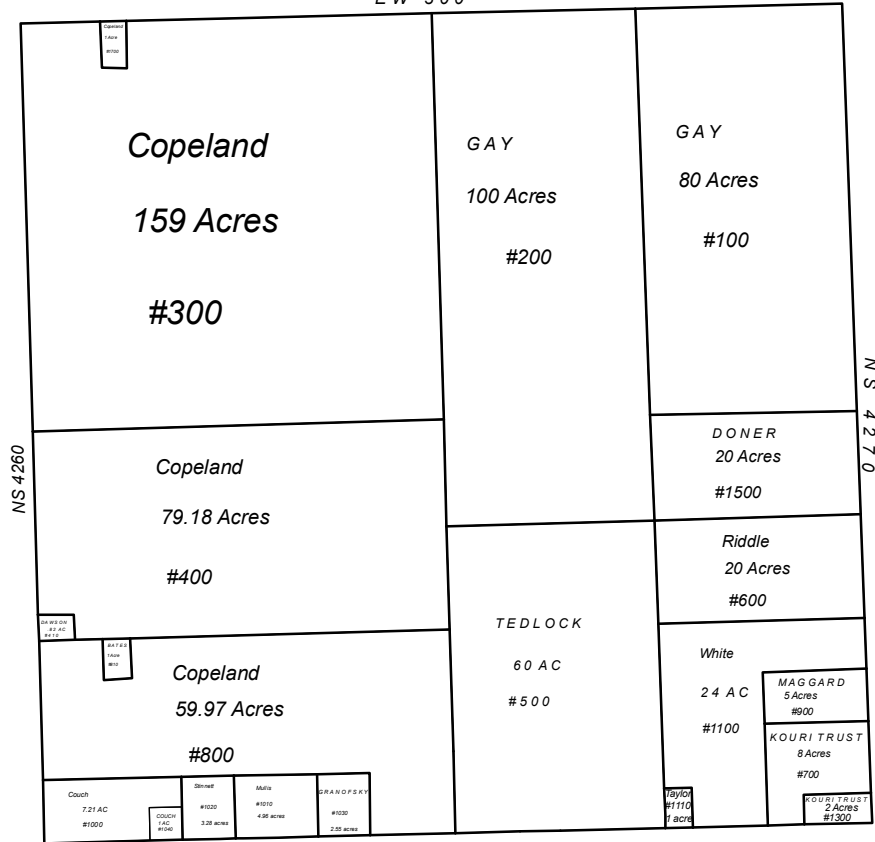 EW 900
Copeland
1 Acre
#1700
Copeland
159 Acres
#300
GAY
100 Acres
#200
GAY
80 Acres
#100
NS 4260
NS 4270
Copeland
79.18 Acres
#400
DONER
20 Acres
#1500
Riddle
20 Acres
#600
DAWSON
.82 AC
#410
BATES
1 Acre
#810
Copeland
59.97 Acres
#800
TEDLOCK
60 AC
#500
White
24 AC
#1100
MAGGARD
5 Acres
#900
KOURI TRUST
8 Acres
#700
KOURI TRUST
2 Acres
#1300
Taylor
#1110
1 acre
Couch
7.21 AC
#1000
COUCH
1 AC
#1040
Stinnett
#1020
3.28 acres
Mullis
#1010
4.98 acres
GRANOFSKY
#1030
2.55 acres